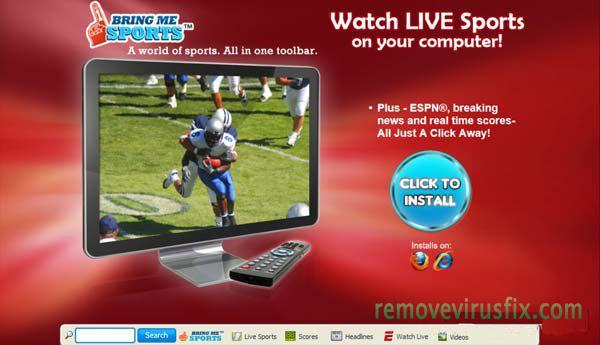 BRING ME
SPORTS™
A world of sports. All in one toolbar.
Watch LIVE Sports
on your computer!
• Plus - ESPN®, breaking
news and real time scores-
All Just A Click Away!
CLICK TO
INSTALL
Installs on:
removevirusfix.com
Search
BRING ME
SPORTS
Live Sports
Scores
Headlines
Watch Live
Videos